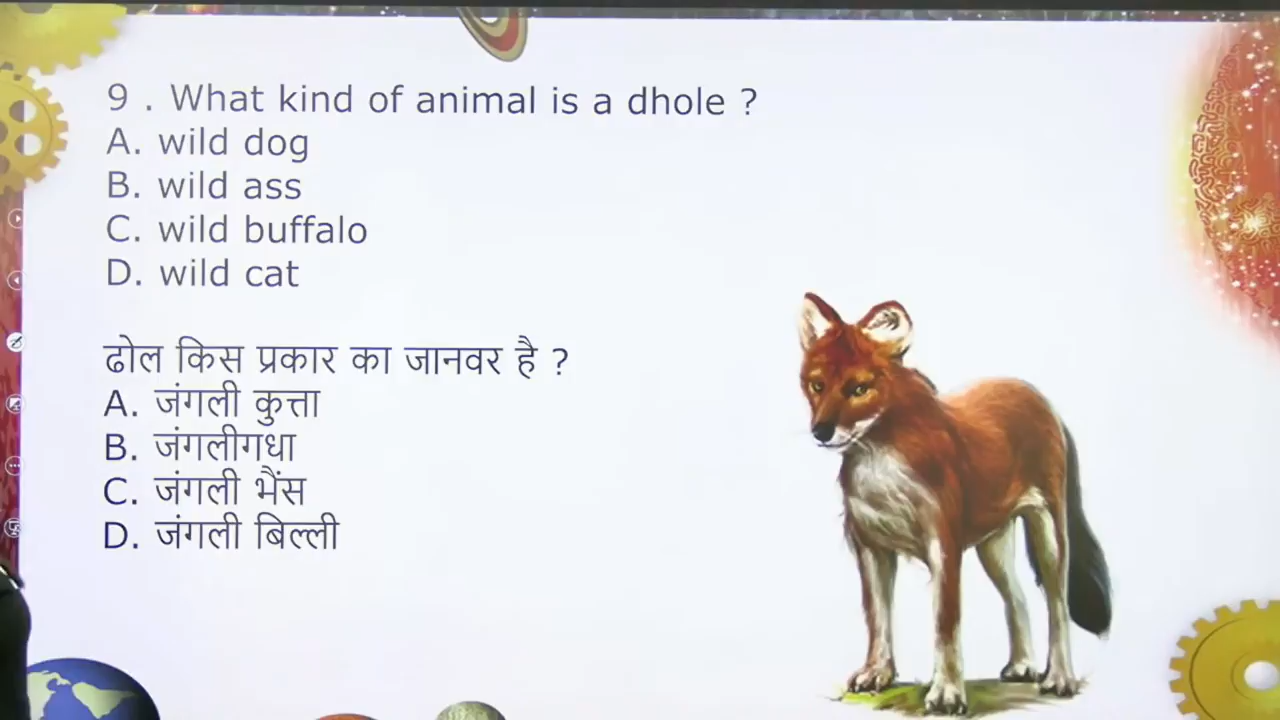 9 . What kind of animal is a dhole ?
A. wild dog
B. wild ass
C. wild buffalo
D. wild cat
ढोल किस प्रकार का जानवर है ?
A. जंगली कुत्ता
B. जंगलीगधा
C. जंगली भैंस
D. जंगली बिल्ली